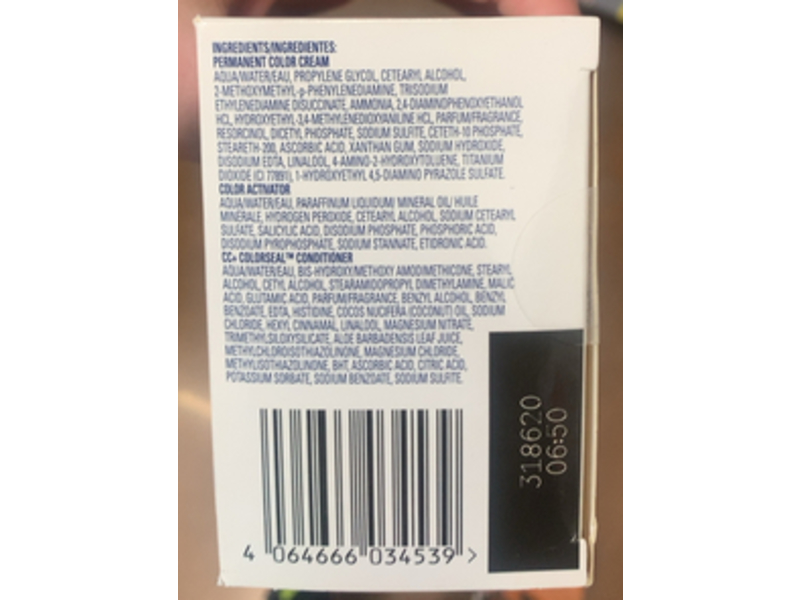 INGREDIENTS/INGREDIENTES:
PERMANENT COLOR CREAM
AQUA/WATER/EAU, PROPYLENE GLYCOL, CETEARYL ALCOHOL,
2-METHOXYMETHYL-p-PHENYLENEDIAMINE, TRISODIUM
ETHYLENEDIAMINE DISUCCINATE, AMMONIA, 2,4-DIAMINOPHENOXYETHANOL
HCL, HYDROXYETHYL-3,4-METHYLENEDIOXYANILINE HCL, PARFUM/FRAGRANCE,
RESORCINOL, DICETYL PHOSPHATE, SODIUM SULFITE, CETETH-10 PHOSPHATE,
STEARETH-200, ASCORBIC ACID, XANTHAN GUM, SODIUM HYDROXIDE,
DISODIUM EDTA, LINALOOL, 4-AMINO-2-HYDROXYTOLUENE, TITANIUM
DIOXIDE (CI 77891), 1-HYDROXYETHYL 4,5-DIAMINO PYRAZOLE SULFATE.
COLOR ACTIVATOR
AQUA/WATER/EAU, PARAFFINUM LIQUIDUM/ MINERAL OIL/ HUILE
MINERALE, HYDROGEN PEROXIDE, CETEARYL ALCOHOL, SODIUM CETEARYL
SULFATE, SALICYLIC ACID, DISODIUM PHOSPHATE, PHOSPHORIC ACID,
DISODIUM PYROPHOSPHATE, SODIUM STANNATE, ETIDRONIC ACID.
CC+ COLORSEAL™ CONDITIONER
AQUA/WATER/EAU, BIS-HYDROXY/METHOXY AMODIMETHICONE, STEARYL
ALCOHOL, CETYL ALCOHOL, STEARAMIDOPROPYL DIMETHYLAMINE, MALIC
ACID, GLUTAMIC ACID, PARFUM/FRAGRANCE, BENZYL ALCOHOL, BENZYL
BENZOATE, EDTA, HISTIDINE, COCOS NUCIFERA (COCONUT) OIL, SODIUM
CHLORIDE, HEXYL CINNAMAL, LINALOOL, MAGNESIUM NITRATE,
TRIMETHYLSILOXYSILICATE, ALOE BARBADENSIS LEAF JUICE,
METHYLCHLOROISOTHIAZOLINONE, MAGNESIUM CHLORIDE,
METHYLISOTHIAZOLINONE, BHT, ASCORBIC ACID, CITRIC ACID,
POTASSIUM SORBATE, SODIUM BENZOATE, SODIUM SULFITE.
318620
06:50
4 064666 034539 >